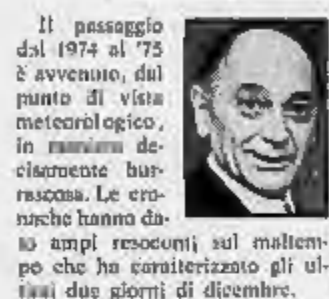 Il passaggio
dal 1974 al '75
è avvenuto, dal
punto di vista
meteorologico,
in maniera de-
cisamente bur-
rascosa. Le cro-
nache hanno da-
to ampi resoconti sul maltem-
po che ha caratterizzato gli ul-
timi due giorni di dicembre.